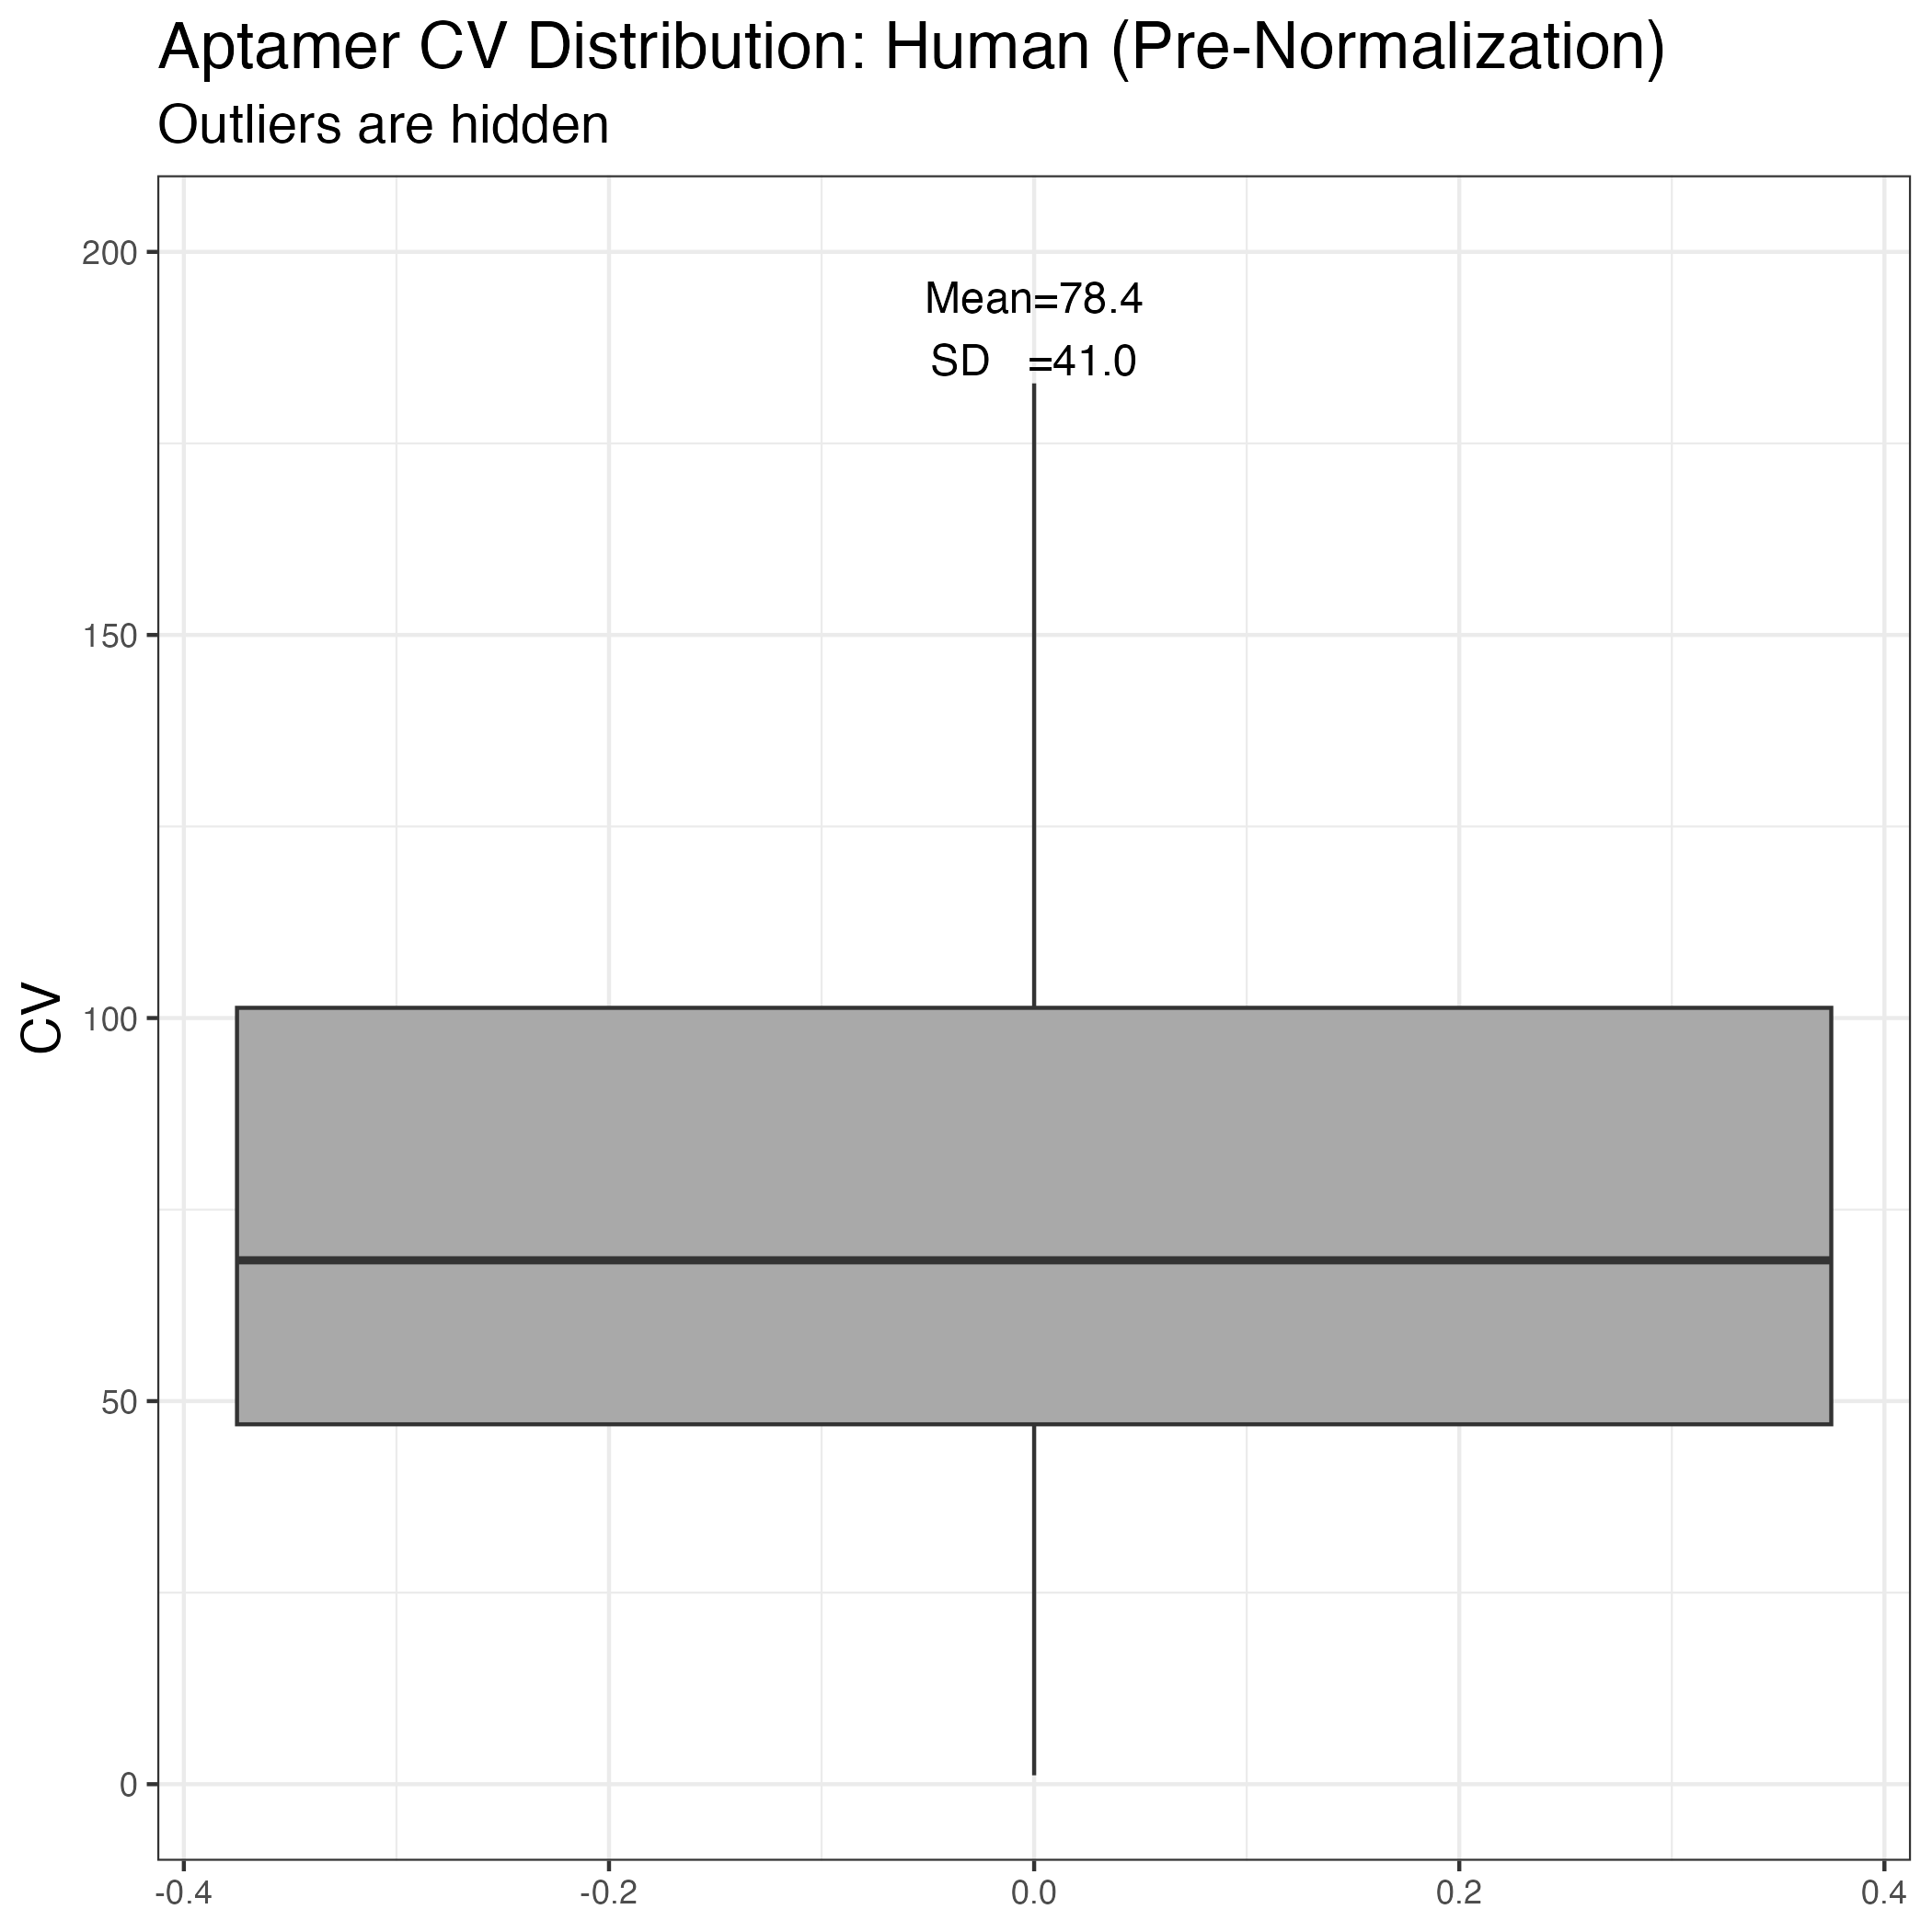 Aptamer CV Distribution: Human (Pre-Normalization)
Outliers are hidden
200
Mean=78.4
SD   =41.0
150
CV
100
50
0
-0.4
-0.2
0.0
0.2
0.4